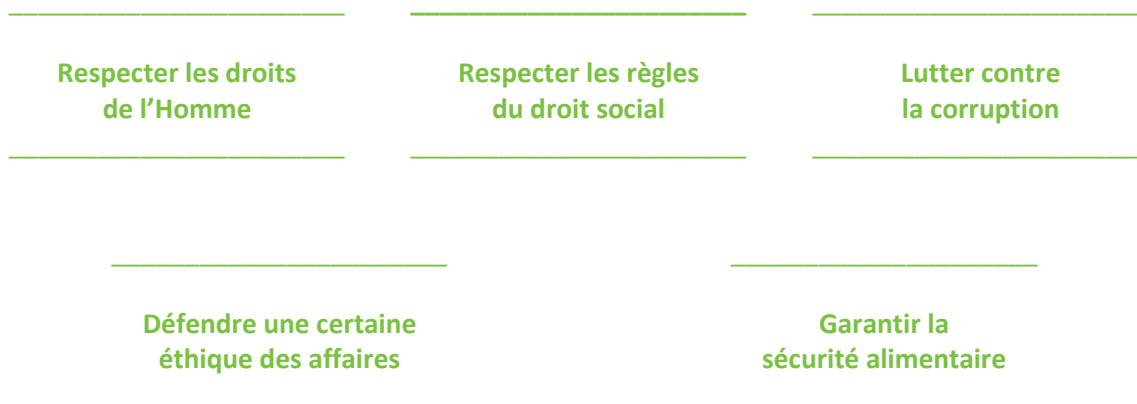 Respecter les droits
de l’Homme
Respecter les règles
du droit social
Lutter contre
la corruption
Défendre une certaine
éthique des affaires
Garantir la
sécurité alimentaire